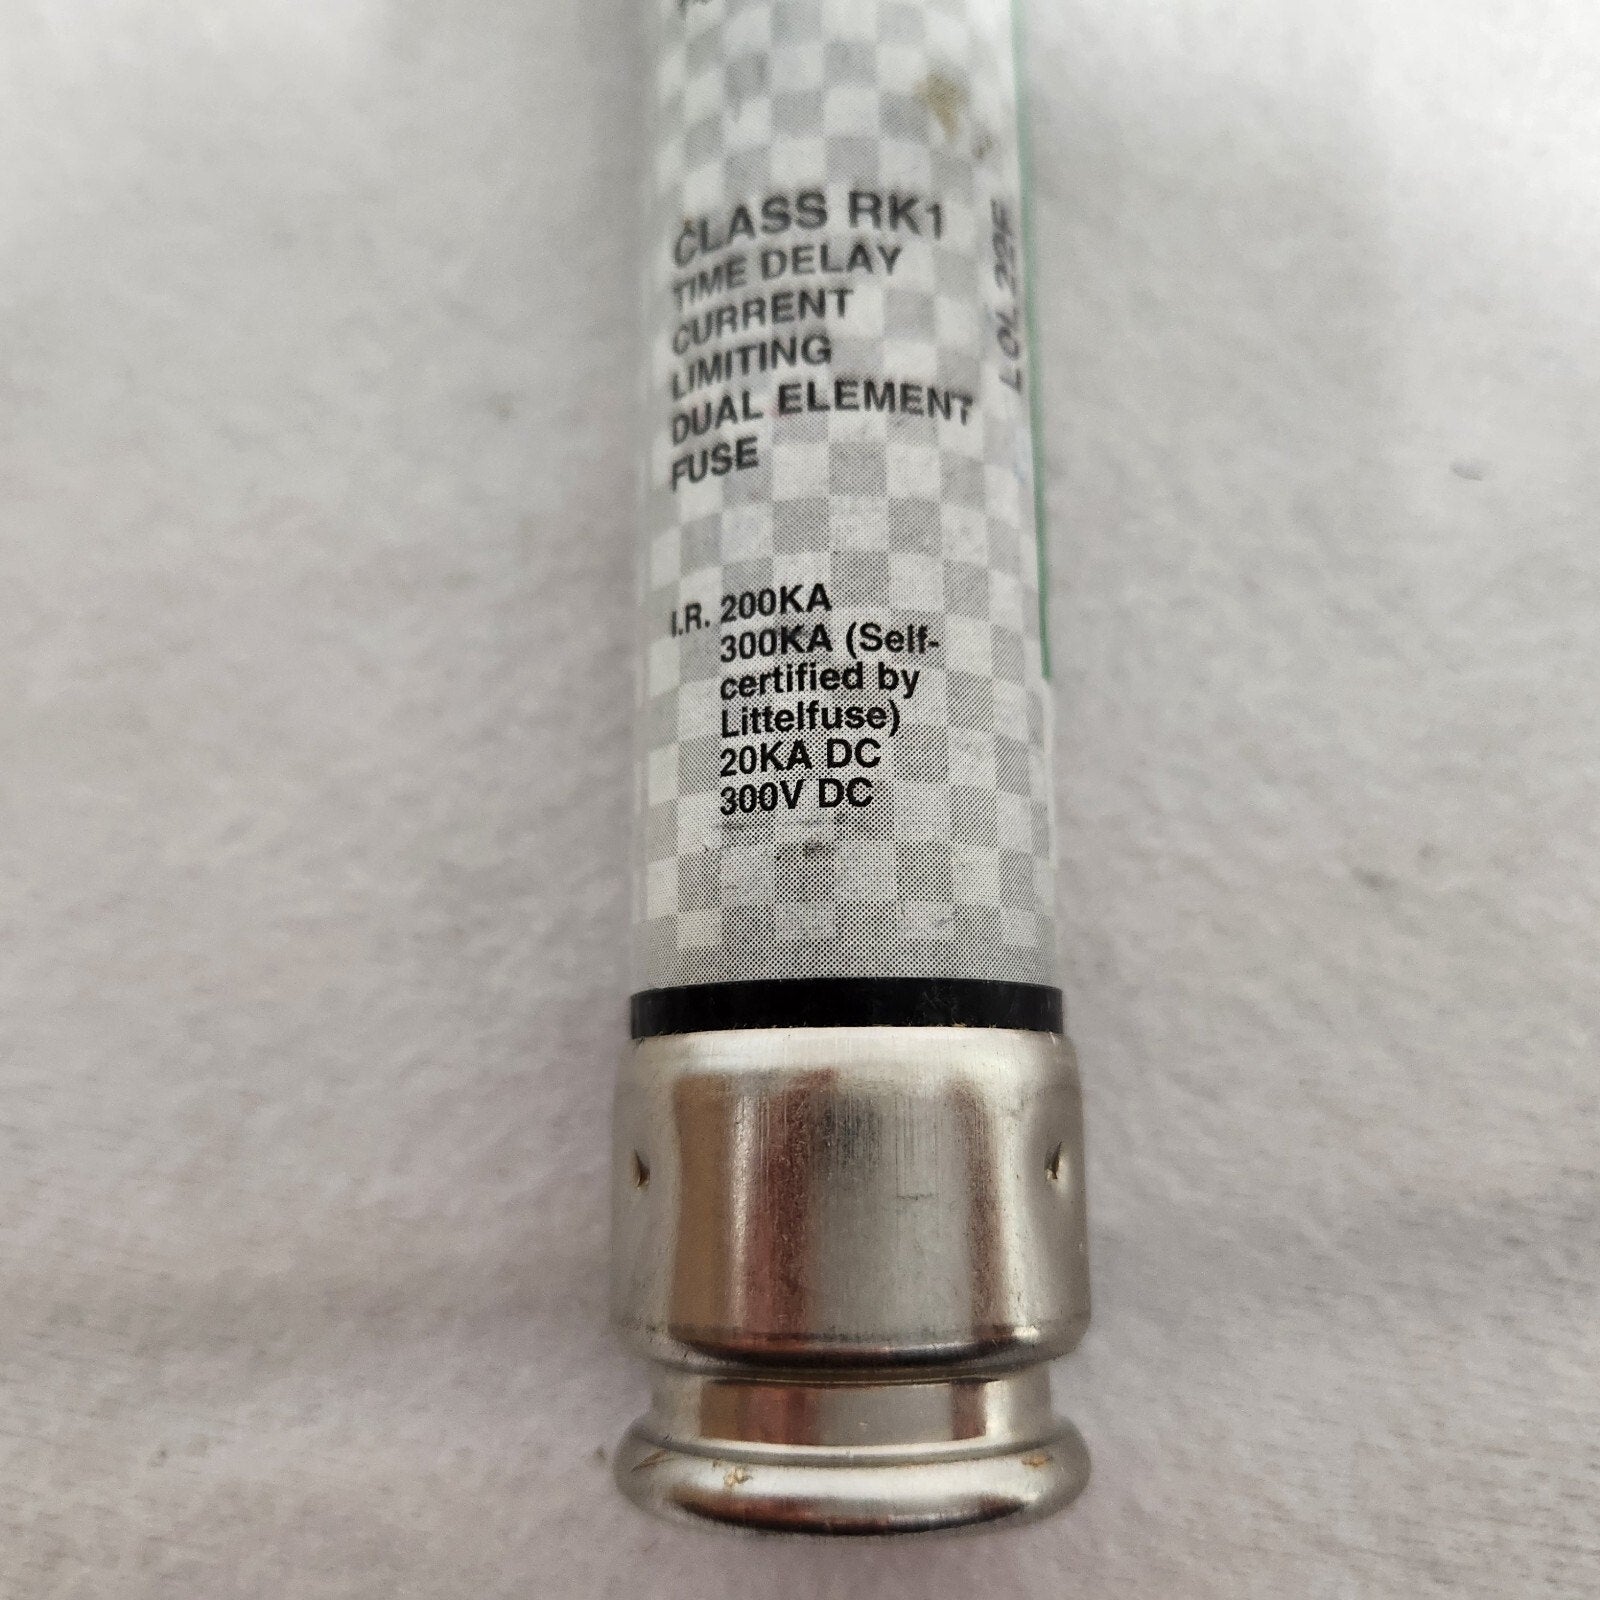 CLASS RK1
TIME DELAY
CURRENT
LIMITING
DUAL ELEMENT
FUSE
I.R. 200KA
300KA (Self-
certified by
Littelfuse)
20KA DC
300V DC